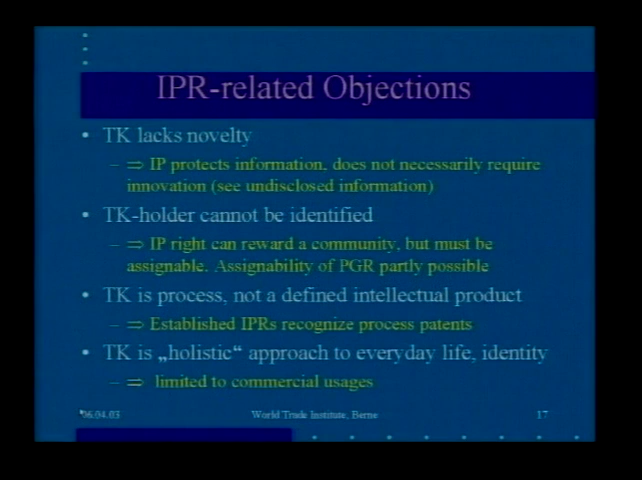 IPR-related Objections
• TK lacks novelty
– ⇒ IP protects information, does not necessarily require
innovation (see undisclosed information)
• TK-holder cannot be identified
– ⇒ IP right can reward a community, but must be
assignable. Assignability of PGR partly possible
• TK is process, not a defined intellectual product
– ⇒ Established IPRs recognize process patents
• TK is „holistic“ approach to everyday life, identity
– ⇒ limited to commercial usages
06.04.03 World Trade Institute, Berne 17